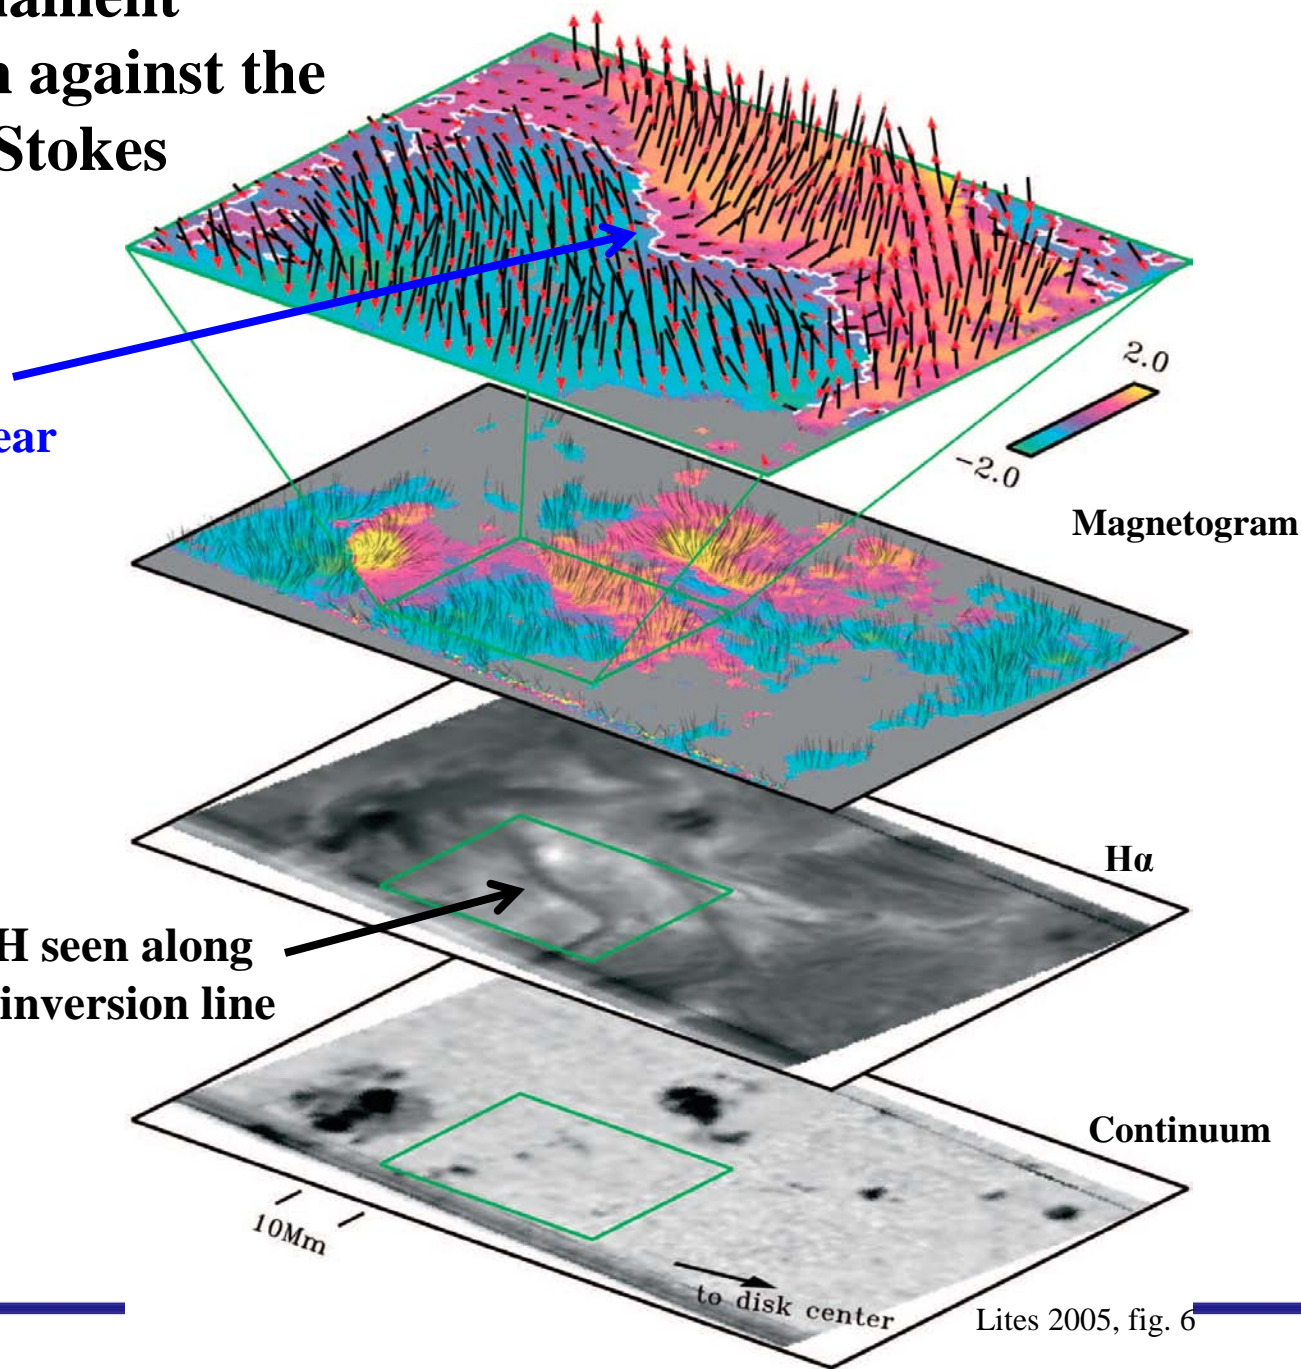 against the
Stokes
2.0
-2.0
Magnetogram
Hα
H seen along
inversion line
Continuum
10Mm
to disk center
Lites 2005, fig. 6